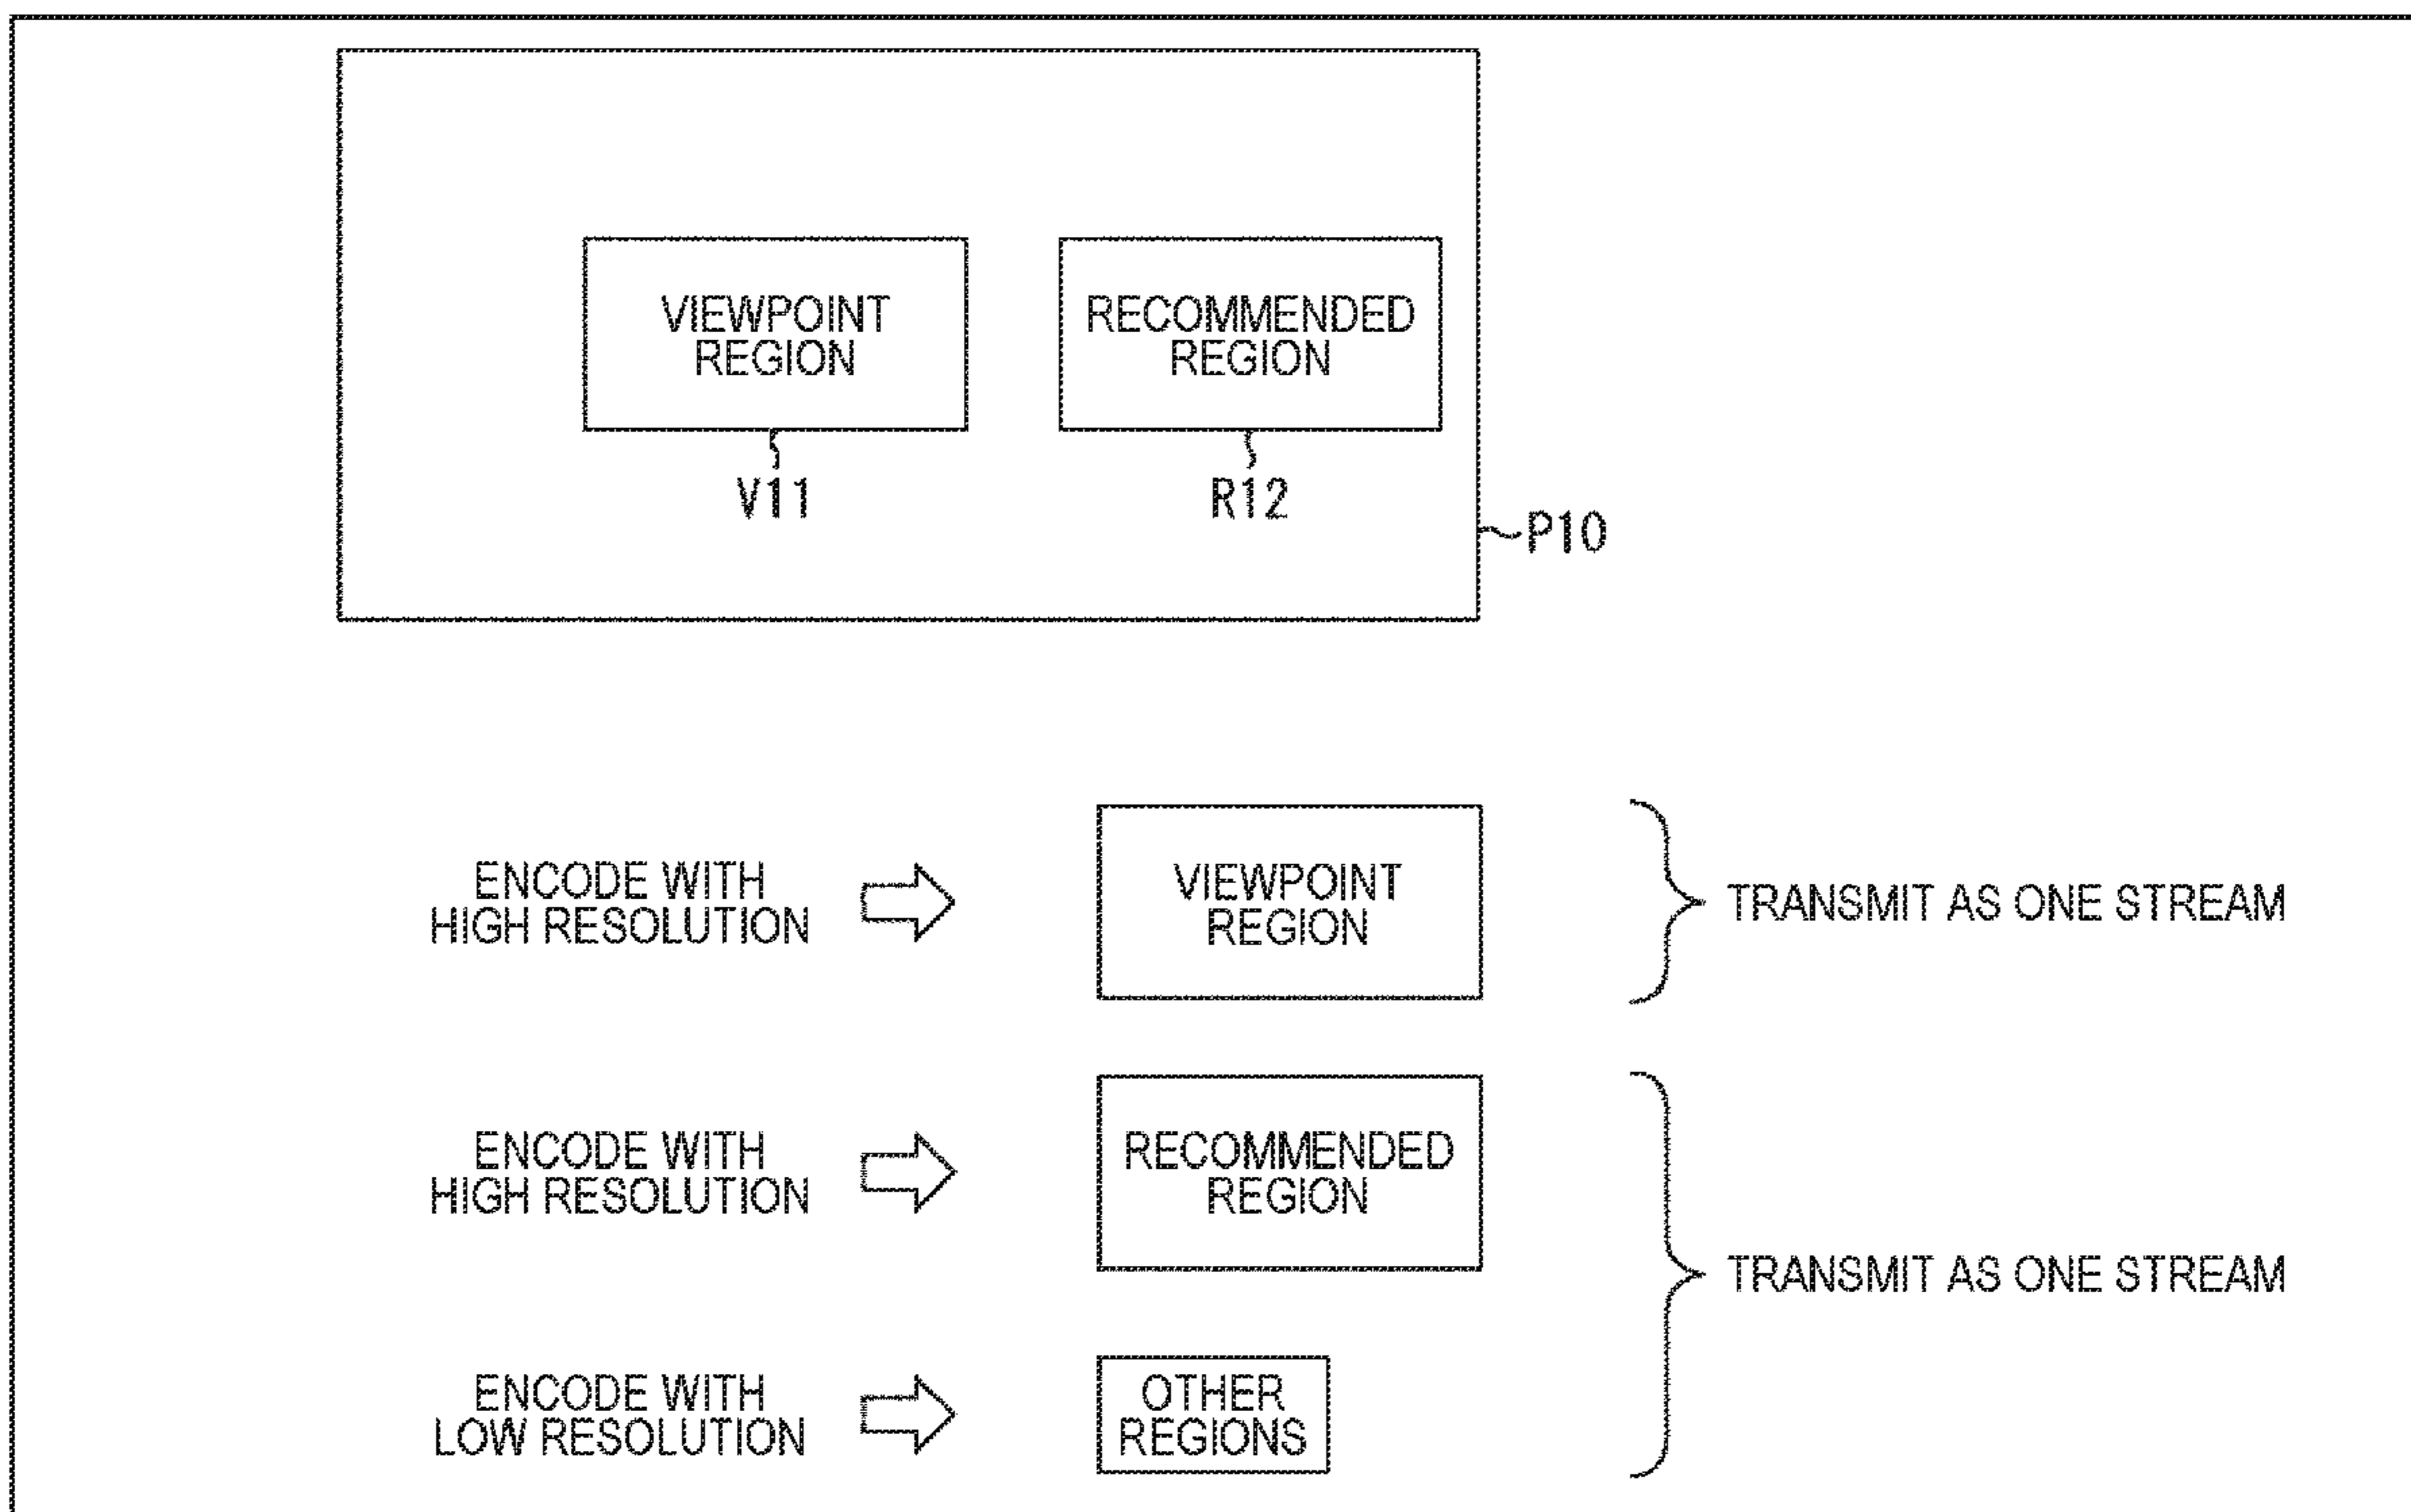 VIEWPOINT
REGION
RECOMMENDED
REGION
V11
R12
P10
ENCODE WITH
HIGH RESOLUTION
VIEWPOINT
REGION
TRANSMIT AS ONE STREAM
ENCODE WITH
HIGH RESOLUTION
RECOMMENDED
REGION
TRANSMIT AS ONE STREAM
ENCODE WITH
LOW RESOLUTION
OTHER
REGIONS